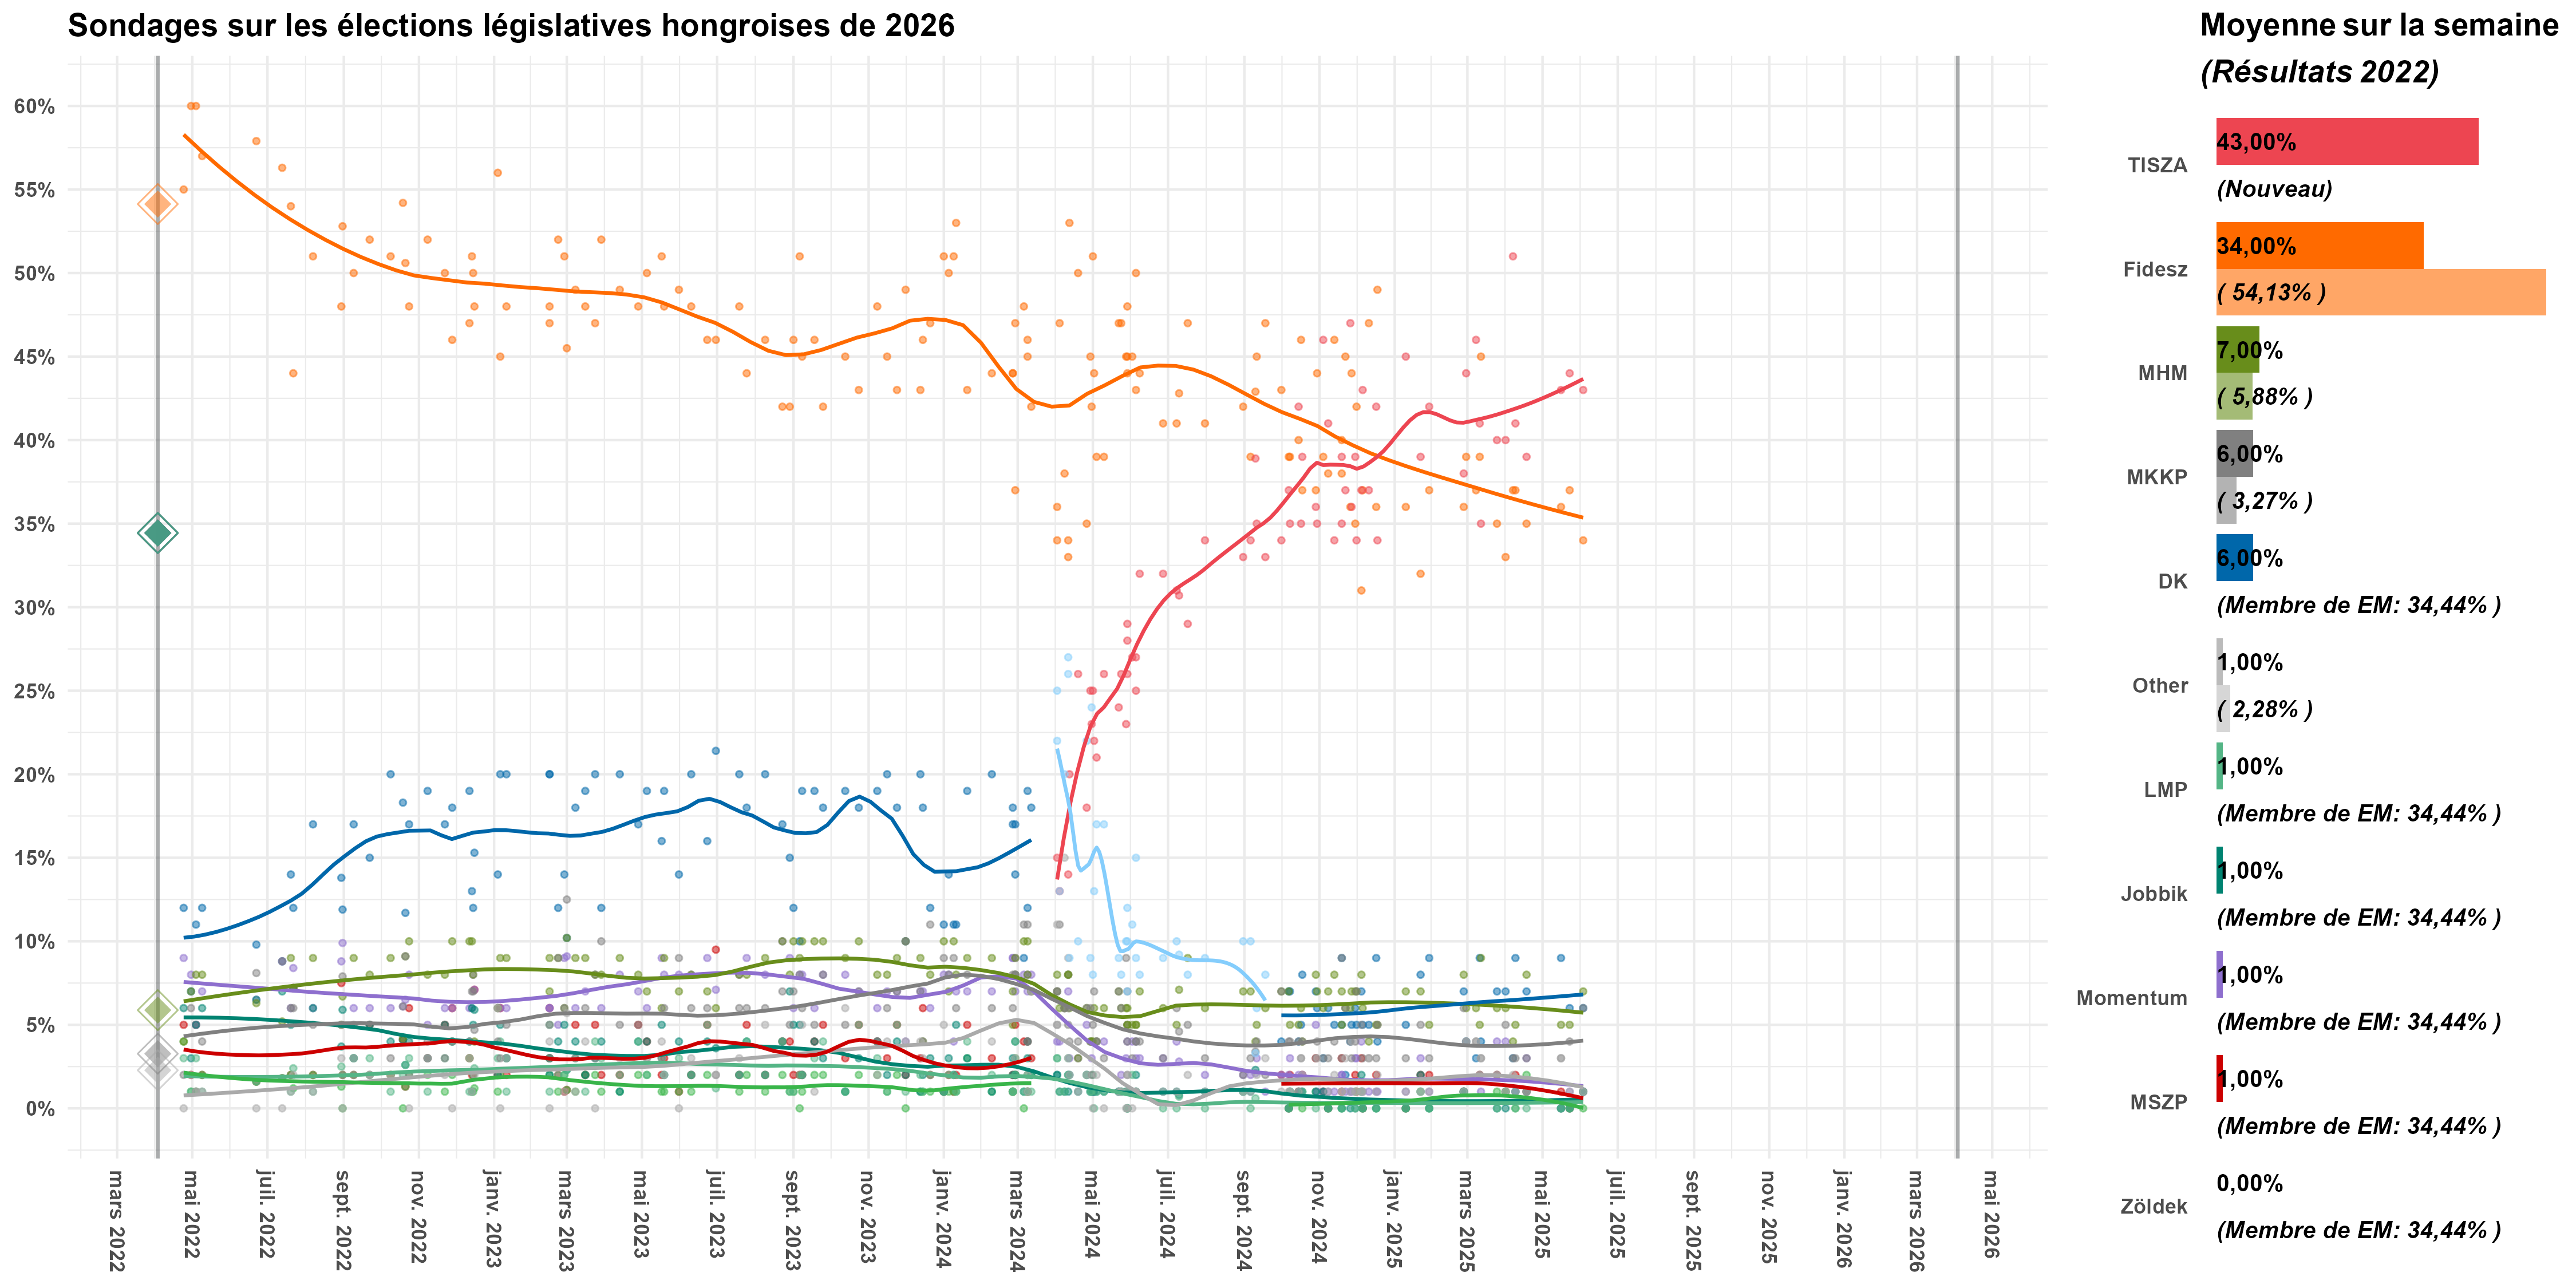 Sondages sur les élections législatives hongroises de 2026
60%
55%
50%
45%
40%
35%
30%
25%
20%
15%
10%
5%
0%
mars 2022
mai 2022
juil. 2022
sept. 2022
nov. 2022
janv. 2023
mars 2023
mai 2023
juil. 2023
sept. 2023
nov. 2023
janv. 2024
mars 2024
mai 2024
juil. 2024
sept. 2024
nov. 2024
janv. 2025
mars 2025
mai 2025
juil. 2025
sept. 2025
nov. 2025
janv. 2026
mars 2026
mai 2026
Moyenne sur la semaine
(Résultats 2022)
TISZA
43,00%
(Nouveau)
Fidesz
34,00%
( 54,13% )
MHM
7,00%
( 5,88% )
MKKP
6,00%
( 3,27% )
DK
6,00%
(Membre de EM: 34,44% )
Other
1,00%
( 2,28% )
LMP
1,00%
(Membre de EM: 34,44% )
Jobbik
1,00%
(Membre de EM: 34,44% )
Momentum
1,00%
(Membre de EM: 34,44% )
MSZP
1,00%
(Membre de EM: 34,44% )
Zöldek
0,00%
(Membre de EM: 34,44% )